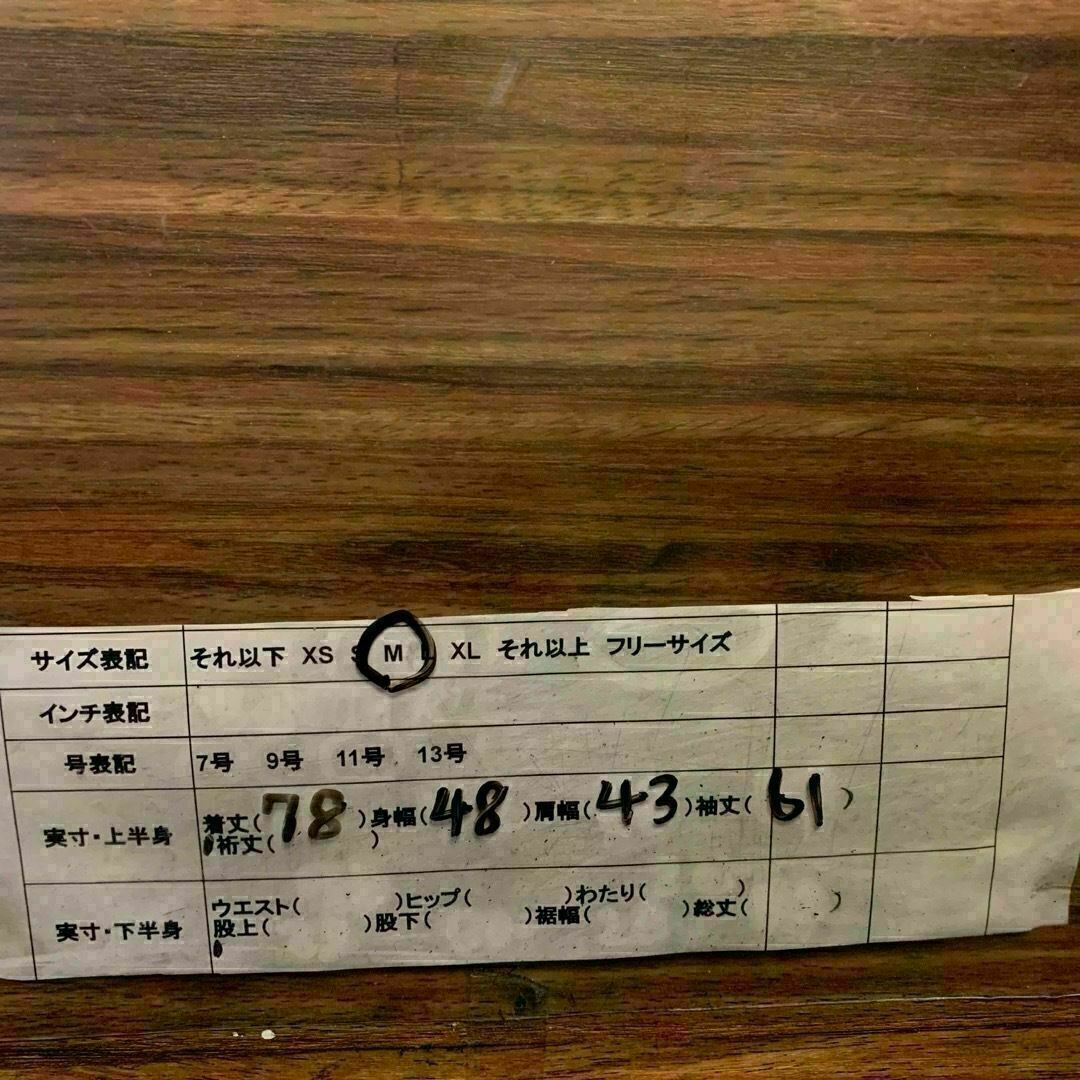 サイズ表記 それ以下 XS S M L XL それ以上 フリーサイズ
インチ表記
号表記 7号 9号 11号 13号
実寸・上半身 着丈(78)身幅(48)肩幅(43)袖丈(61)
裄丈( )
実寸・下半身 ウエスト( )ヒップ( )わたり( )
股上( )股下( )裾幅( )総丈( )